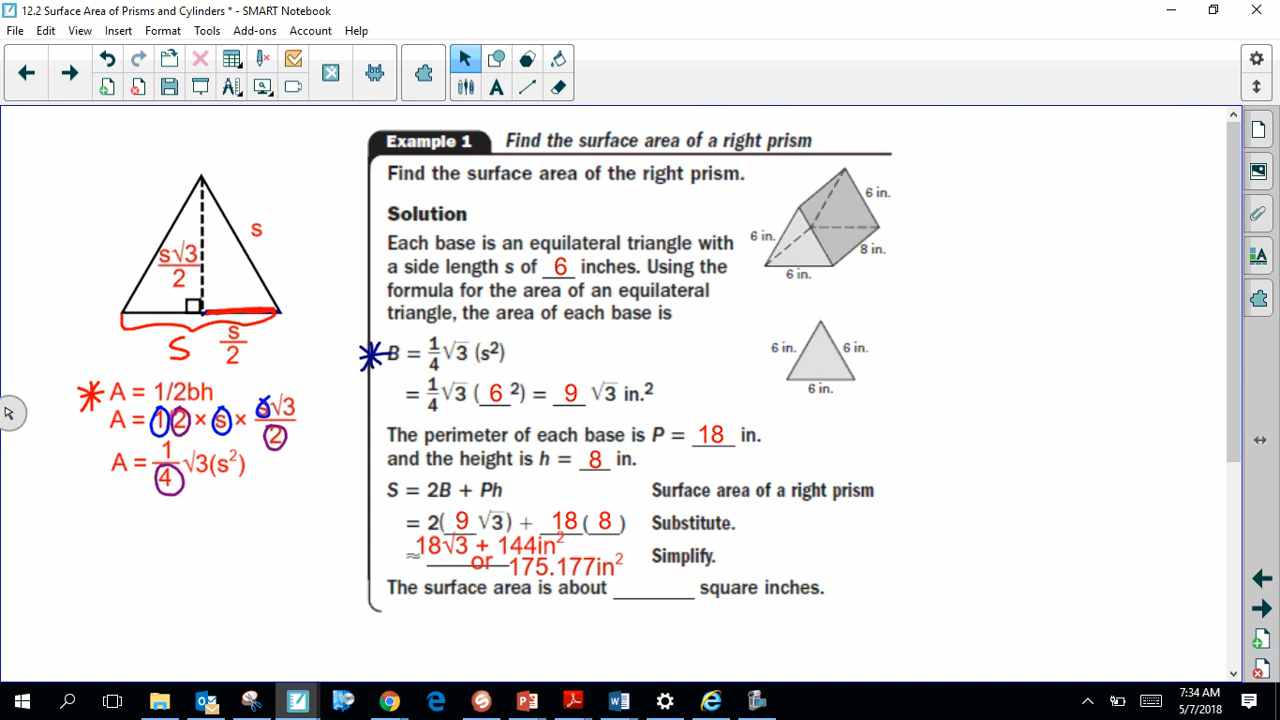 12.2 Surface Area of Prisms and Cylinders * - SMART Notebook
File Edit View Insert Format Tools Add-ons Account Help
Example 1 Find the surface area of a right prism
Find the surface area of the right prism.
6 in.
6 in.
8 in.
6 in.
Solution
Each base is an equilateral triangle with
a side length s of 6 inches. Using the
formula for the area of an equilateral
triangle, the area of each base is
s
s√3
2
S
s
2
6 in. 6 in.
6 in.
* B = 1/4 √3 (s²)
= 1/4 √3 ( 6 ²) = 9 √3 in.²
* A = 1/2bh
A = 1/2 × s × s√3/2
A = 1/4 √3(s²)
The perimeter of each base is P = 18 in.
and the height is h = 8 in.
S = 2B + Ph Surface area of a right prism
= 2( 9 √3) + 18 ( 8 ) Substitute.
≈ 18√3 + 144in² Simplify.
or 175.177in²
The surface area is about ________ square inches.
7:34 AM
5/7/2018